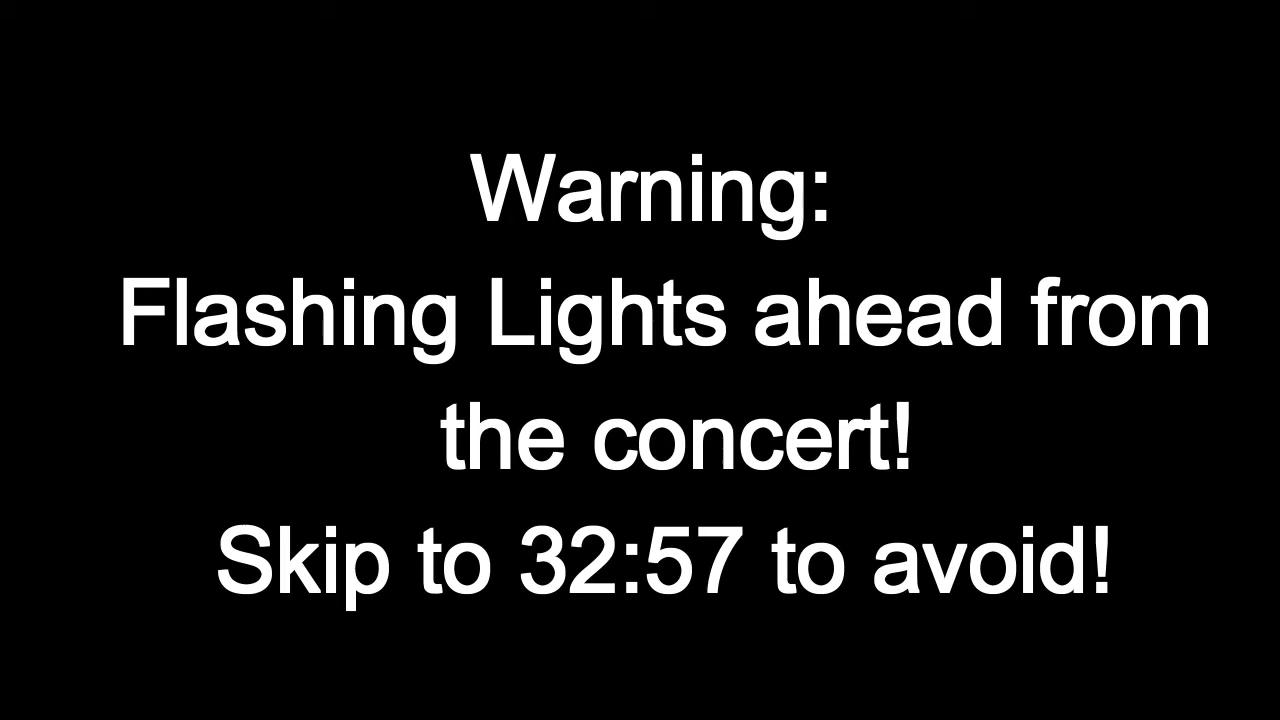 Warning:
Flashing Lights ahead from
the concert!
Skip to 32:57 to avoid!